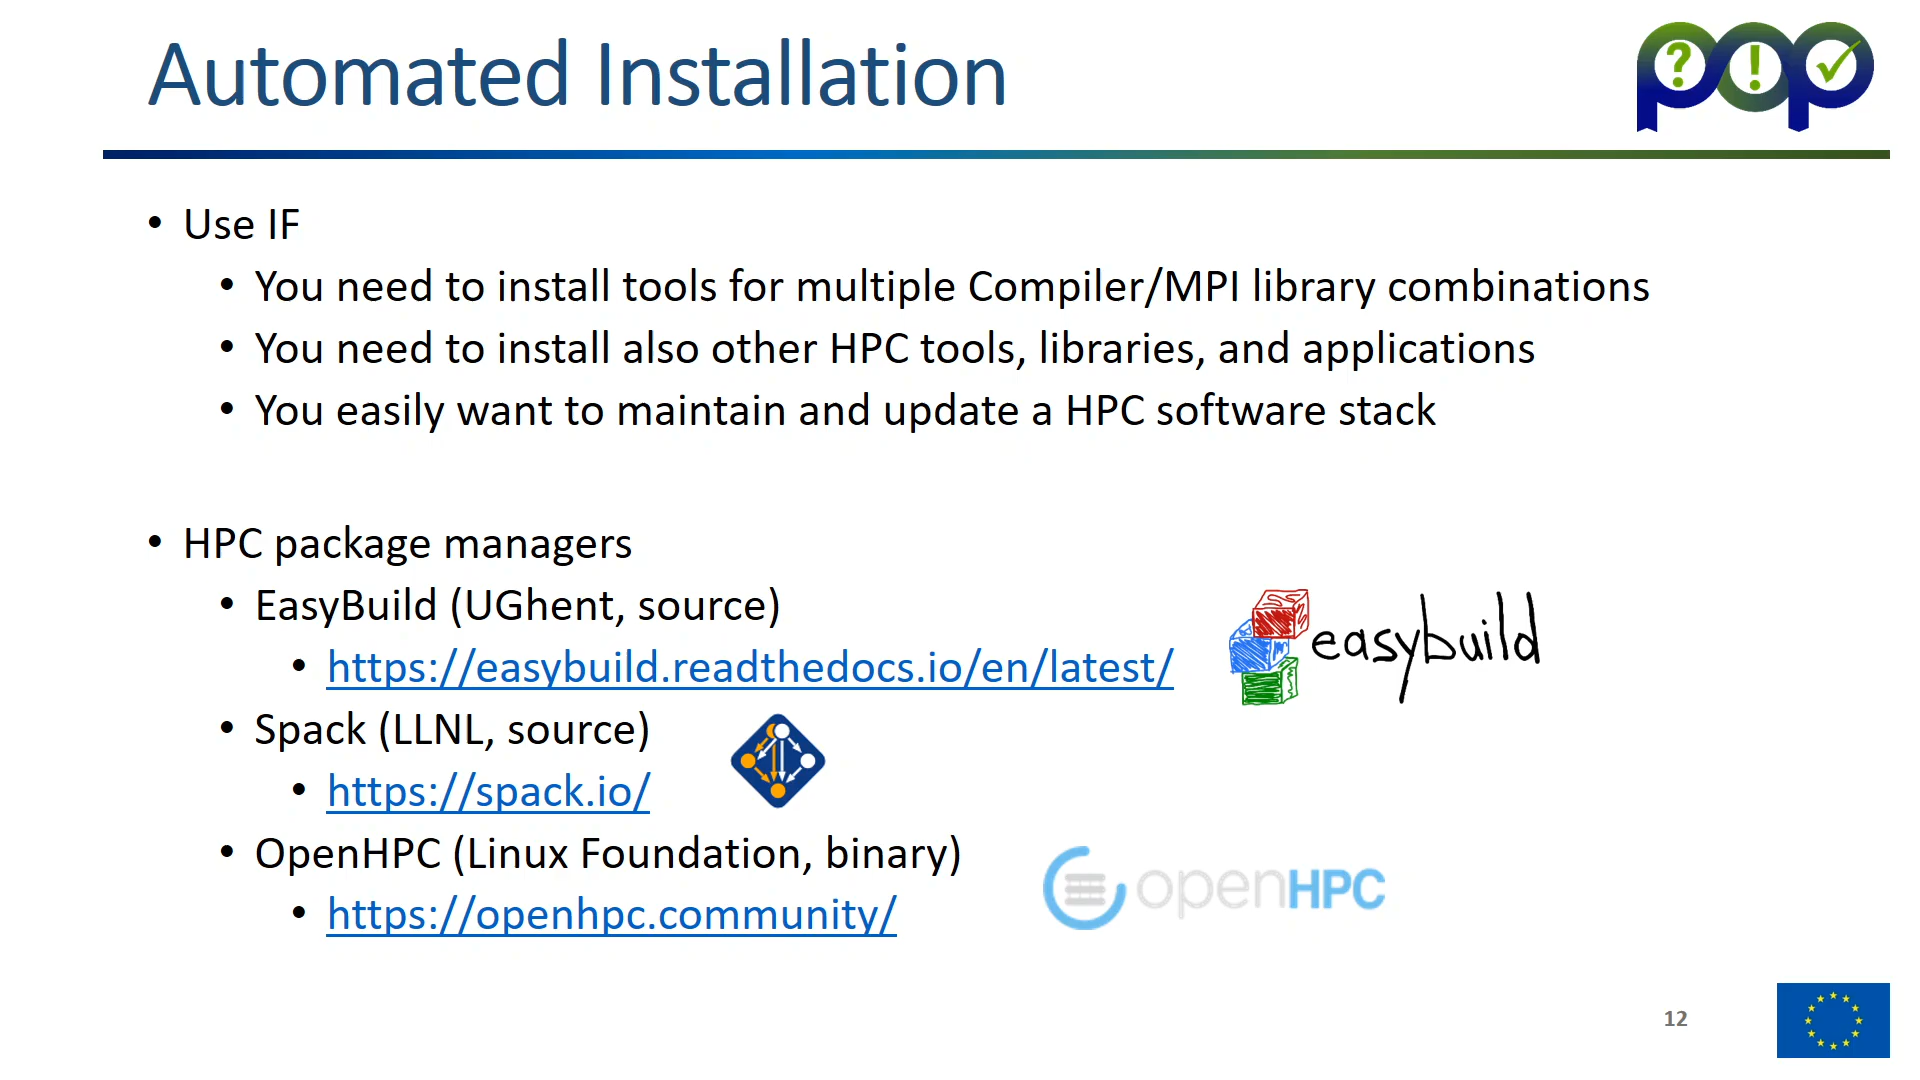 Automated Installation
pop
? ! ✓
• Use IF
• You need to install tools for multiple Compiler/MPI library combinations
• You need to install also other HPC tools, libraries, and applications
• You easily want to maintain and update a HPC software stack
• HPC package managers
• EasyBuild (UGhent, source)
• https://easybuild.readthedocs.io/en/latest/
easybuild
• Spack (LLNL, source)
• https://spack.io/
• OpenHPC (Linux Foundation, binary)
• https://openhpc.community/
openHPC
12